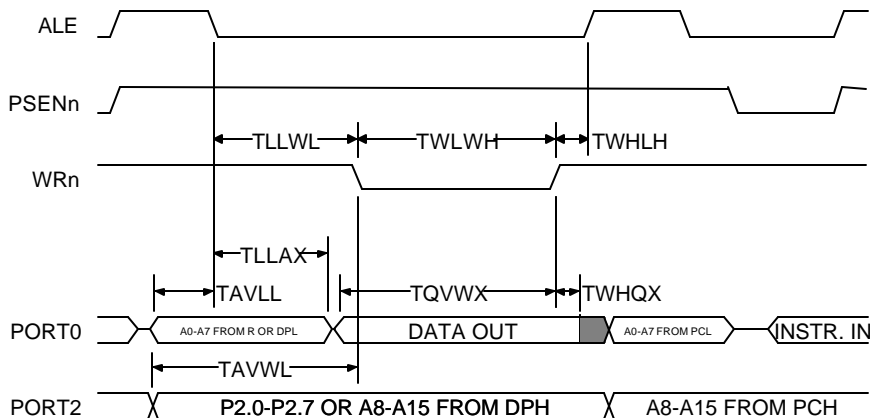 ALE
PSENn
TLLWL TWLWH TWHLH
WRn
TLLAX
TAVLL TQVWX TWHQX
PORT0 A0-A7 FROM R OR DPL DATA OUT A0-A7 FROM PCL INSTR. IN
TAVWL
PORT2 P2.0-P2.7 OR A8-A15 FROM DPH A8-A15 FROM PCH